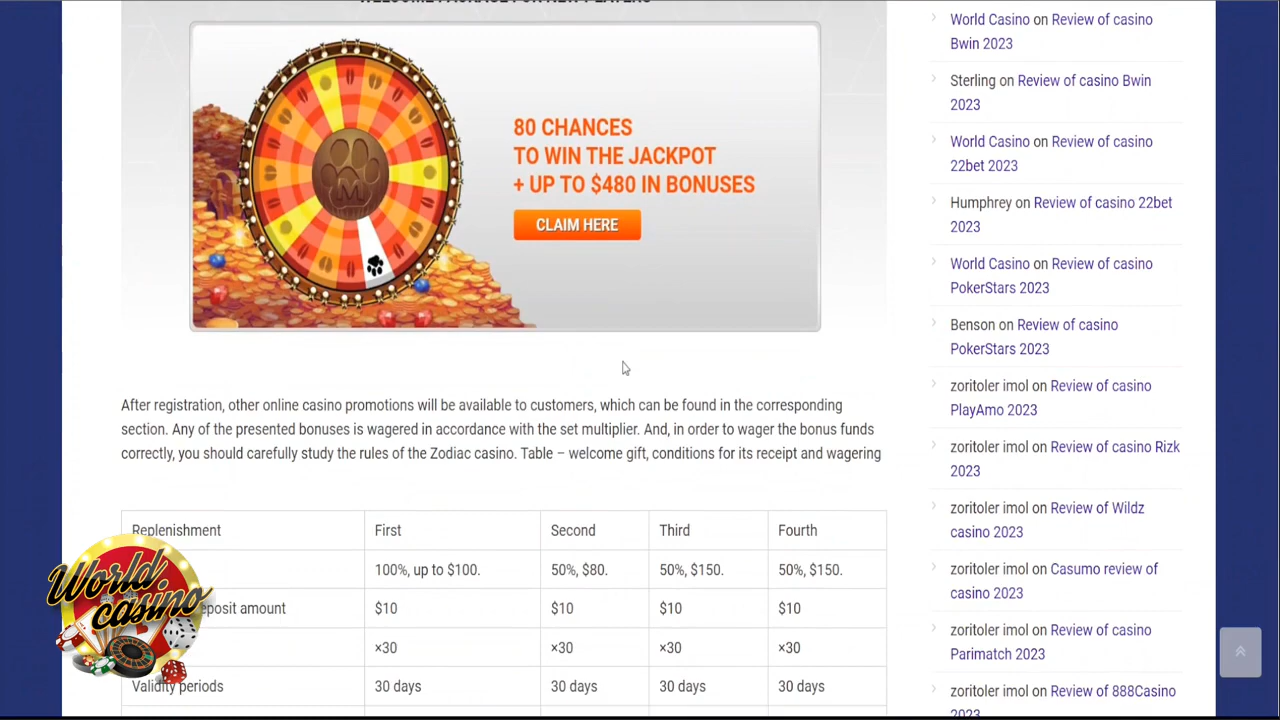 80 CHANCES
TO WIN THE JACKPOT
+ UP TO $480 IN BONUSES
CLAIM HERE
M
After registration, other online casino promotions will be available to customers, which can be found in the corresponding
section. Any of the presented bonuses is wagered in accordance with the set multiplier. And, in order to wager the bonus funds
correctly, you should carefully study the rules of the Zodiac casino. Table – welcome gift, conditions for its receipt and wagering
Replenishment First Second Third Fourth
100%, up to $100. 50%, $80. 50%, $150. 50%, $150.
deposit amount $10 $10 $10 $10
×30 ×30 ×30 ×30
Validity periods 30 days 30 days 30 days 30 days
World
casino
World Casino on Review of casino
Bwin 2023
Sterling on Review of casino Bwin
2023
World Casino on Review of casino
22bet 2023
Humphrey on Review of casino 22bet
2023
World Casino on Review of casino
PokerStars 2023
Benson on Review of casino
PokerStars 2023
zoritoler imol on Review of casino
PlayAmo 2023
zoritoler imol on Review of casino Rizk
2023
zoritoler imol on Review of Wildz
casino 2023
zoritoler imol on Casumo review of
casino 2023
zoritoler imol on Review of casino
Parimatch 2023
zoritoler imol on Review of 888Casino
2023